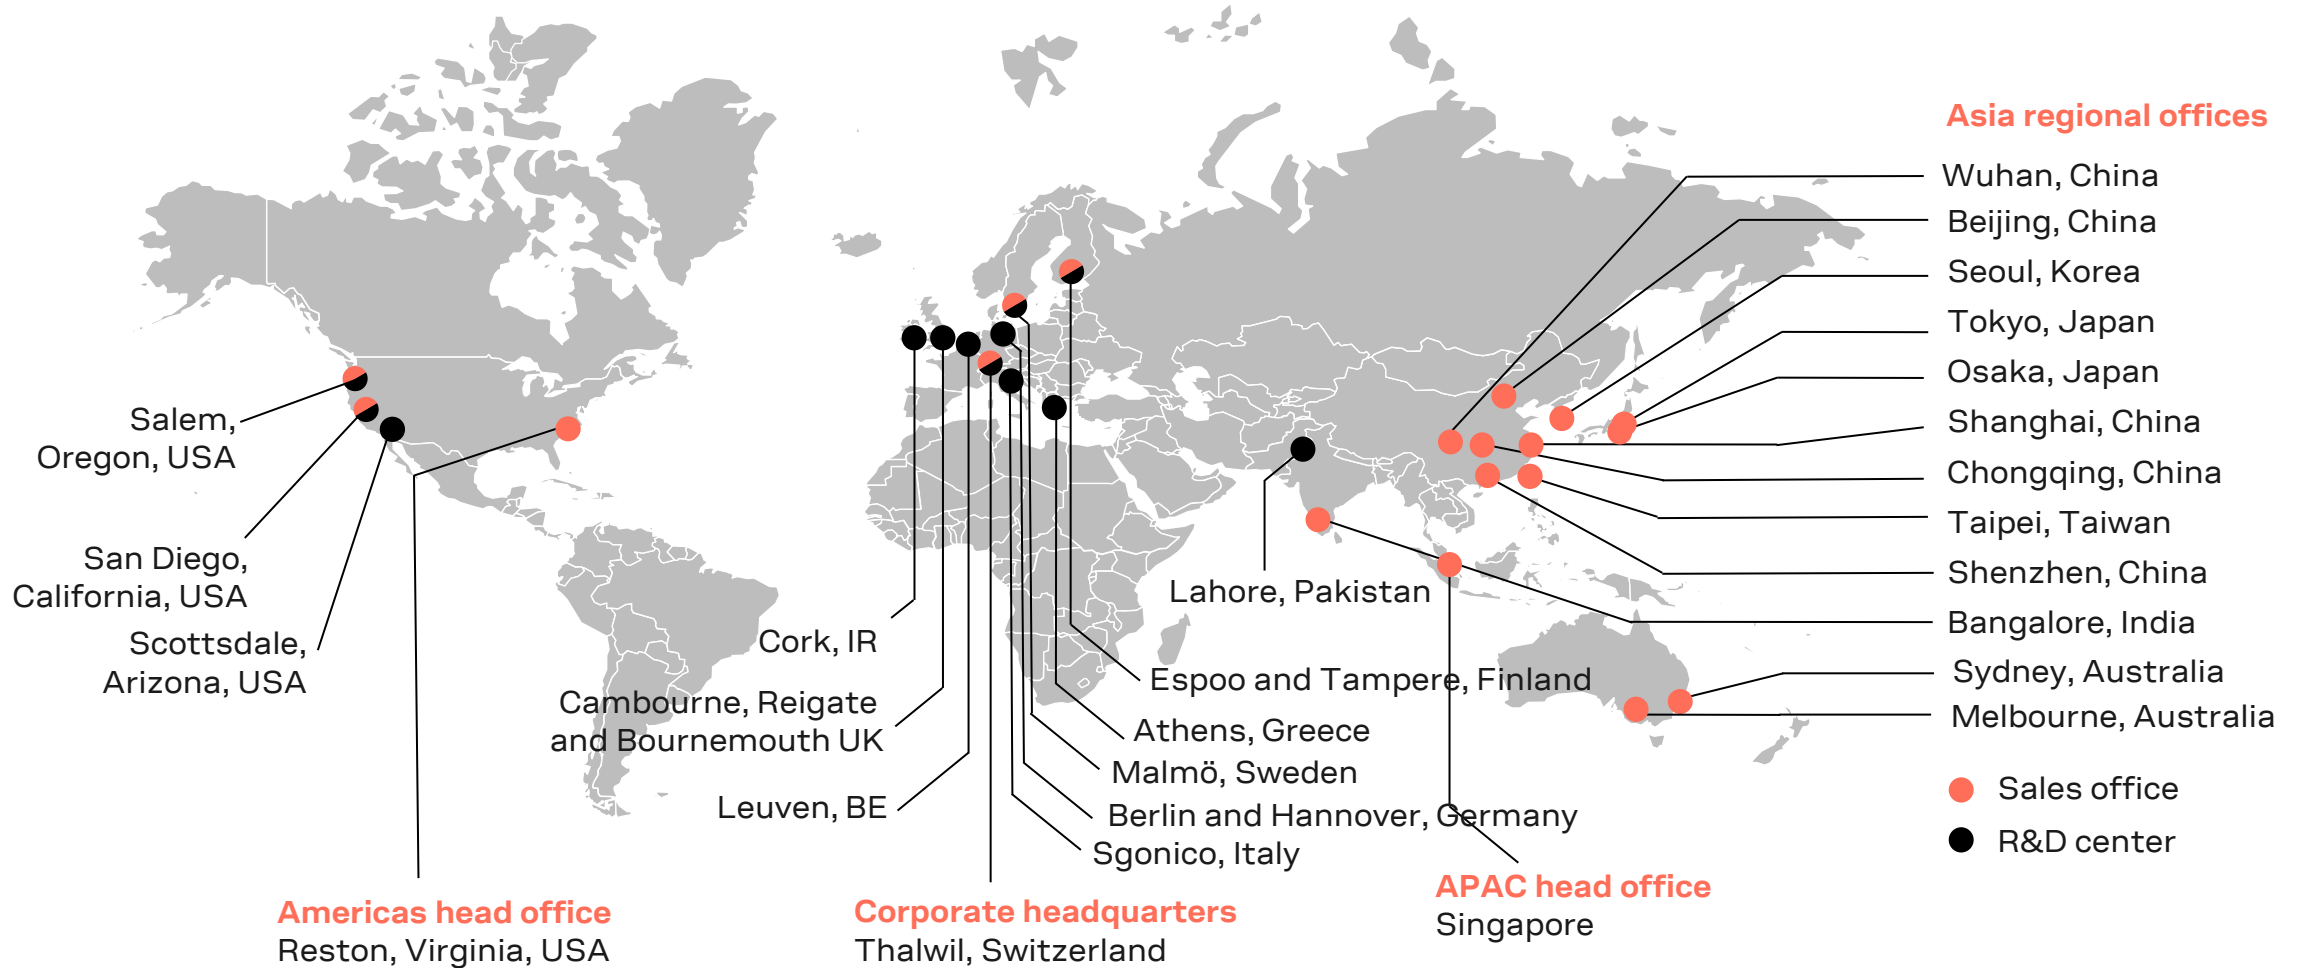 Salem,
Oregon, USA
San Diego,
California, USA
Scottsdale,
Arizona, USA
Americas head office
Reston, Virginia, USA
Cork, IR
Cambourne, Reigate
and Bournemouth UK
Leuven, BE
Corporate headquarters
Thalwil, Switzerland
Lahore, Pakistan
Espoo and Tampere, Finland
Athens, Greece
Malmö, Sweden
Berlin and Hannover, Germany
Sgonico, Italy
APAC head office
Singapore
Asia regional offices
Wuhan, China
Beijing, China
Seoul, Korea
Tokyo, Japan
Osaka, Japan
Shanghai, China
Chongqing, China
Taipei, Taiwan
Shenzhen, China
Bangalore, India
Sydney, Australia
Melbourne, Australia
Sales office
R&D center